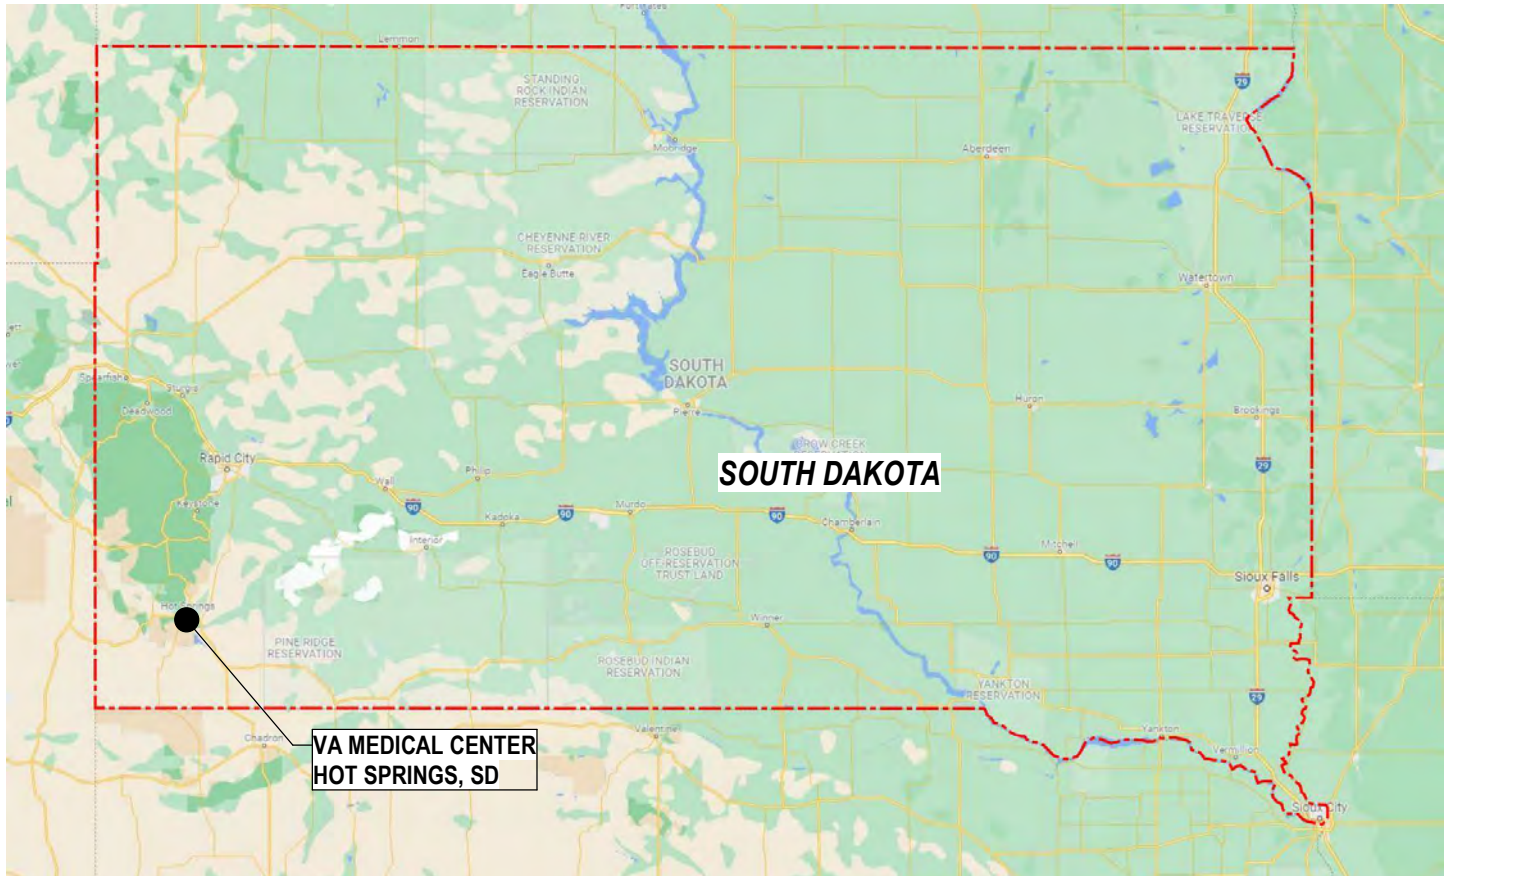 Lemmon
STANDING
ROCK INDIAN
RESERVATION
29
LAKE TRAVERSE
RESERVATION
Mobridge
Aberdeen
CHEYENNE RIVER
RESERVATION
Eagle Butte
Watertown
SOUTH
DAKOTA
Spearfish
Sturgis
Deadwood
Pierre
Huron
Brookings
CROW CREEK
Rapid City
SOUTH DAKOTA
29
Wall
Philip
Keystone
90
Kadoka
90
Murdo
90
Chamberlain
Interior
90
Mitchell
90
ROSEBUD
OFF-RESERVATION
TRUST LAND
Sioux Falls
Hot Springs
Winner
PINE RIDGE
RESERVATION
ROSEBUD INDIAN
RESERVATION
YANKTON
RESERVATION
29
Chadron
Valentine
Yankton
Vermillion
VA MEDICAL CENTER
HOT SPRINGS, SD
Sioux City